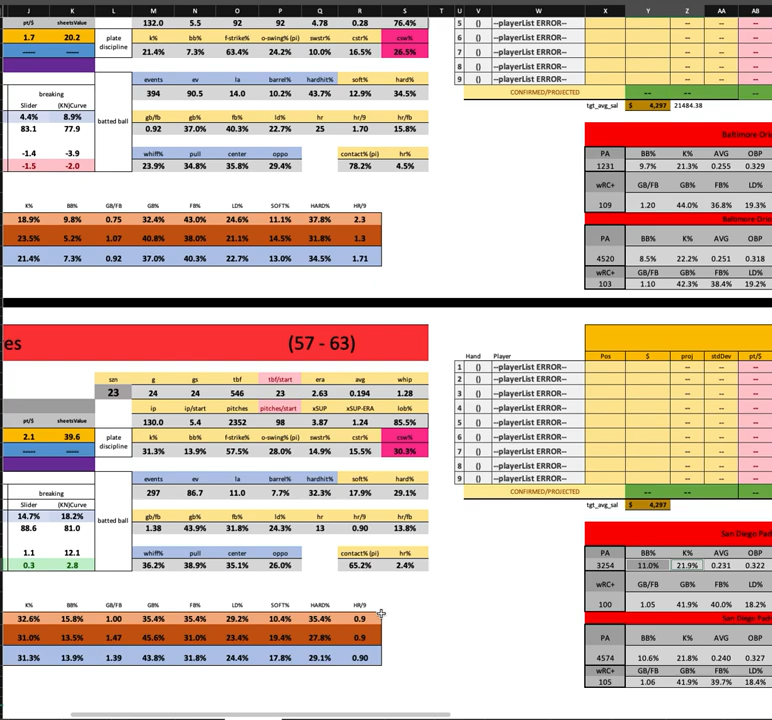 J K L M N O P Q R S T U V W X Y Z AA AB
pt/$ sheetsValue 132.0 5.5 92 92 4.78 0.28 76.4% 5 () --playerList ERROR-- -- --
1.7 20.2 plate discipline k% bb% f-strike% o-swing% (pi) swstr% cstr% csw% 6 () --playerList ERROR-- -- --
----- ----- 21.4% 7.3% 63.4% 24.2% 10.0% 16.5% 26.5% 7 () --playerList ERROR-- -- --
8 () --playerList ERROR-- -- --
events ev la barrel% hardhit% soft% hard% 9 () --playerList ERROR-- -- --
breaking 394 90.5 14.0 10.2% 43.7% 12.9% 34.5% CONFIRMED/PROJECTED -- -- --
Slider (KN)Curve tgt_avg_sal $ 4,297 21484.38
4.4% 8.9% batted ball gb/fb gb% fb% ld% hr hr/9 hr/fb
83.1 77.9 0.92 37.0% 40.3% 22.7% 25 1.70 15.8%
Baltimore Orio
-1.4 -3.9 whiff% pull center oppo contact% (pi) hr% PA BB% K% AVG OBP
-1.5 -2.0 23.9% 34.8% 35.8% 29.4% 78.2% 4.5% 1231 9.7% 21.3% 0.255 0.329
wRC+ GB/FB GB% FB% LD%
K% BB% GB/FB GB% FB% LD% SOFT% HARD% HR/9 109 1.20 44.0% 36.8% 19.3%
18.9% 9.8% 0.75 32.4% 43.0% 24.6% 11.1% 37.8% 2.3 Baltimore Orio
23.5% 5.2% 1.07 40.8% 38.0% 21.1% 14.5% 31.8% 1.3 PA BB% K% AVG OBP
21.4% 7.3% 0.92 37.0% 40.3% 22.7% 13.0% 34.5% 1.71 4520 8.5% 22.2% 0.251 0.318
wRC+ GB/FB GB% FB% LD%
103 1.10 42.3% 38.4% 19.2%
es (57 - 63)
Hand Player Pos $ proj stdDev pt/$
1 () --playerList ERROR-- -- -- --
szn g gs tbf tbf/start era avg whip 2 () --playerList ERROR-- -- -- --
23 24 24 546 23 2.63 0.194 1.28 3 () --playerList ERROR-- -- -- --
ip ip/start pitches pitches/start xSUP xSUP-ERA lob% 4 () --playerList ERROR-- -- -- --
pt/$ sheetsValue 130.0 5.4 2352 98 3.87 1.24 85.5% 5 () --playerList ERROR-- -- -- --
2.1 39.6 plate discipline k% bb% f-strike% o-swing% (pi) swstr% cstr% csw% 6 () --playerList ERROR-- -- -- --
----- ----- 31.3% 13.9% 57.5% 28.0% 14.9% 15.5% 30.3% 7 () --playerList ERROR-- -- -- --
8 () --playerList ERROR-- -- -- --
events ev la barrel% hardhit% soft% hard% 9 () --playerList ERROR-- -- -- --
breaking 297 86.7 11.0 7.7% 32.3% 17.9% 29.1% CONFIRMED/PROJECTED -- -- --
Slider (KN)Curve tgt_avg_sal $ 4,297
14.7% 18.2% batted ball gb/fb gb% fb% ld% hr hr/9 hr/fb
88.6 81.0 1.38 43.9% 31.8% 24.3% 13 0.90 13.8%
San Diego Pad
1.1 12.1 whiff% pull center oppo contact% (pi) hr% PA BB% K% AVG OBP
0.3 2.8 36.2% 38.9% 35.1% 26.0% 65.2% 2.4% 3254 11.0% 21.9% 0.231 0.322
wRC+ GB/FB GB% FB% LD%
K% BB% GB/FB GB% FB% LD% SOFT% HARD% HR/9 100 1.05 41.9% 40.0% 18.2%
32.6% 15.8% 1.00 35.4% 35.4% 29.2% 10.4% 35.4% 0.9 San Diego Pad
31.0% 13.5% 1.47 45.6% 31.0% 23.4% 19.4% 27.8% 0.9 PA BB% K% AVG OBP
31.3% 13.9% 1.39 43.8% 31.8% 24.4% 17.8% 29.1% 0.90 4574 10.6% 21.8% 0.240 0.327
wRC+ GB/FB GB% FB% LD%
105 1.06 41.9% 39.7% 18.4%